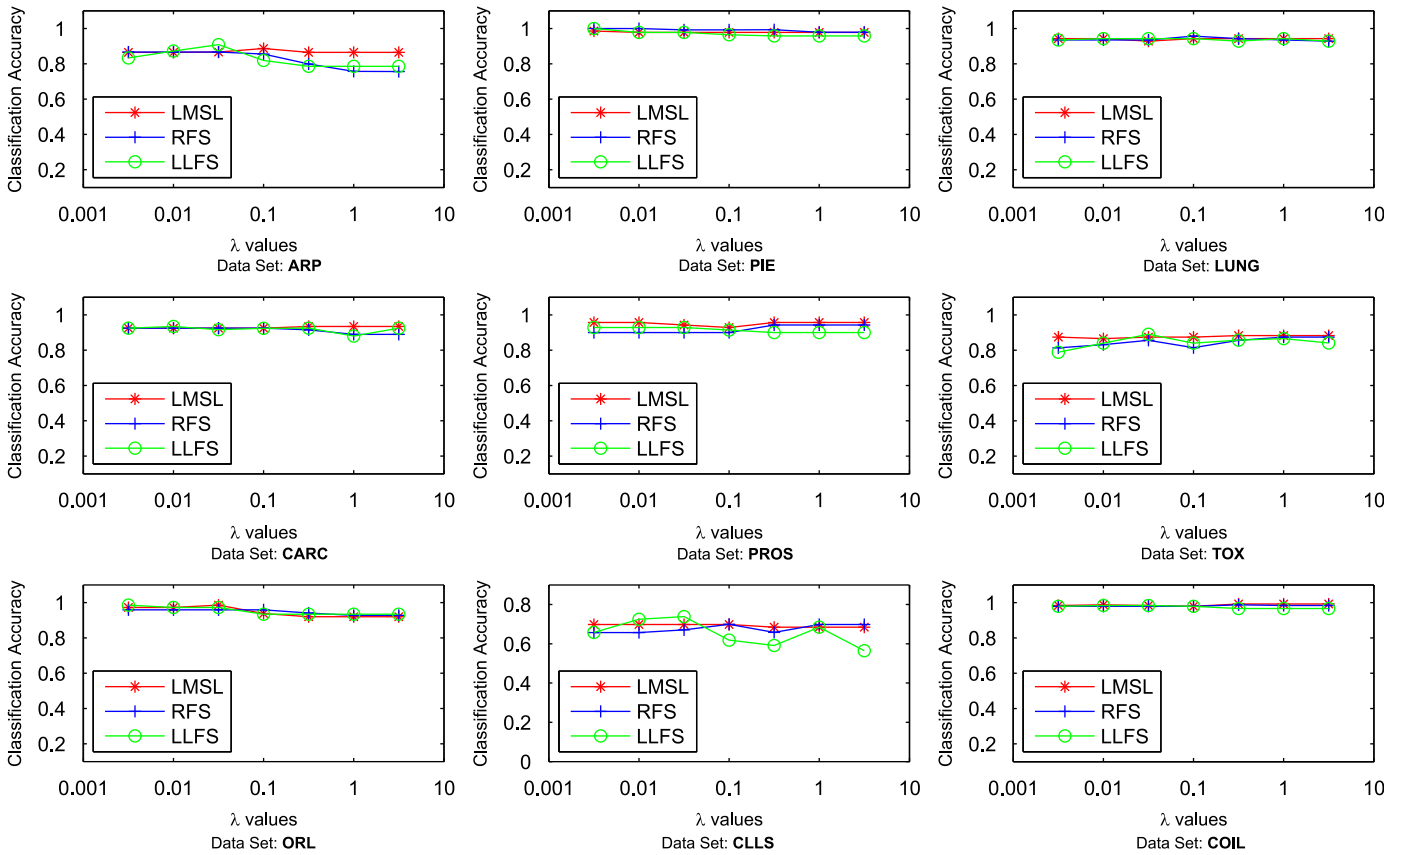 Classification Accuracy
1
0.8
0.6
0.4
0.2
LMSL
RFS
LLFS
0.001 0.01 0.1 1 10
λ values
Data Set: ARP
Classification Accuracy
1
0.8
0.6
0.4
0.2
LMSL
RFS
LLFS
0.001 0.01 0.1 1 10
λ values
Data Set: PIE
Classification Accuracy
1
0.8
0.6
0.4
0.2
LMSL
RFS
LLFS
0.001 0.01 0.1 1 10
λ values
Data Set: LUNG
Classification Accuracy
1
0.8
0.6
0.4
0.2
LMSL
RFS
LLFS
0.001 0.01 0.1 1 10
λ values
Data Set: CARC
Classification Accuracy
1
0.8
0.6
0.4
0.2
LMSL
RFS
LLFS
0.001 0.01 0.1 1 10
λ values
Data Set: PROS
Classification Accuracy
1
0.8
0.6
0.4
0.2
LMSL
RFS
LLFS
0.001 0.01 0.1 1 10
λ values
Data Set: TOX
Classification Accuracy
1
0.8
0.6
0.4
0.2
LMSL
RFS
LLFS
0.001 0.01 0.1 1 10
λ values
Data Set: ORL
Classification Accuracy
0.8
0.6
0.4
0.2
0
LMSL
RFS
LLFS
0.001 0.01 0.1 1 10
λ values
Data Set: CLLS
Classification Accuracy
1
0.8
0.6
0.4
0.2
LMSL
RFS
LLFS
0.001 0.01 0.1 1 10
λ values
Data Set: COIL